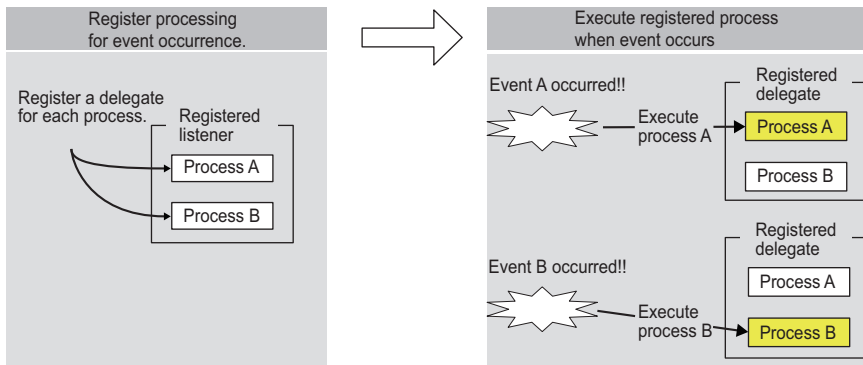 Register processing
for event occurrence.
Register a delegate
for each process.
Registered
listener
Process A
Process B
Execute registered process
when event occurs
Event A occurred!!
Execute
process A
Registered
delegate
Process A
Process B
Event B occurred!!
Execute
process B
Registered
delegate
Process A
Process B